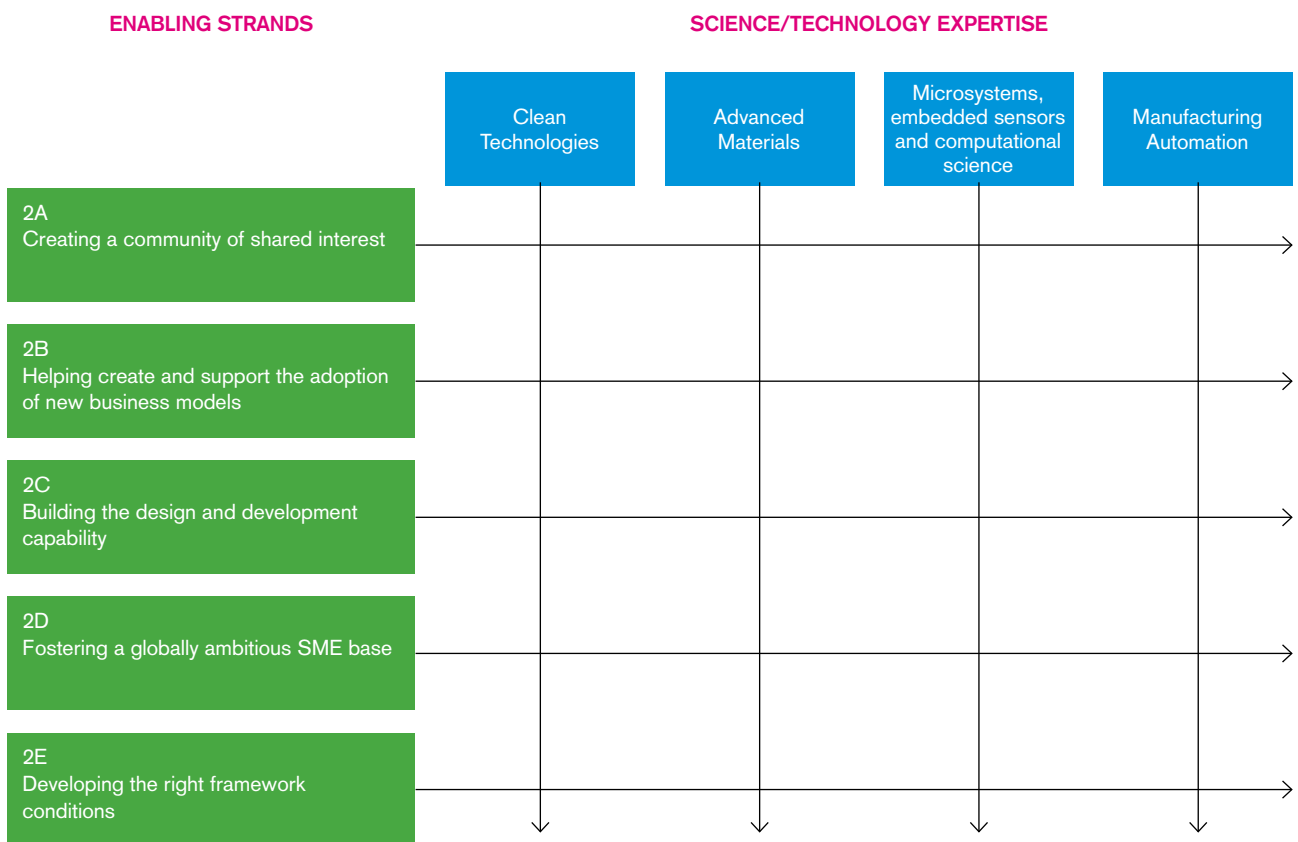 ENABLING STRANDS
SCIENCE/TECHNOLOGY EXPERTISE
Clean
Technologies
Advanced
Materials
Microsystems,
embedded sensors
and computational
science
Manufacturing
Automation
2A
Creating a community of shared interest
2B
Helping create and support the adoption
of new business models
2C
Building the design and development
capability
2D
Fostering a globally ambitious SME base
2E
Developing the right framework
conditions